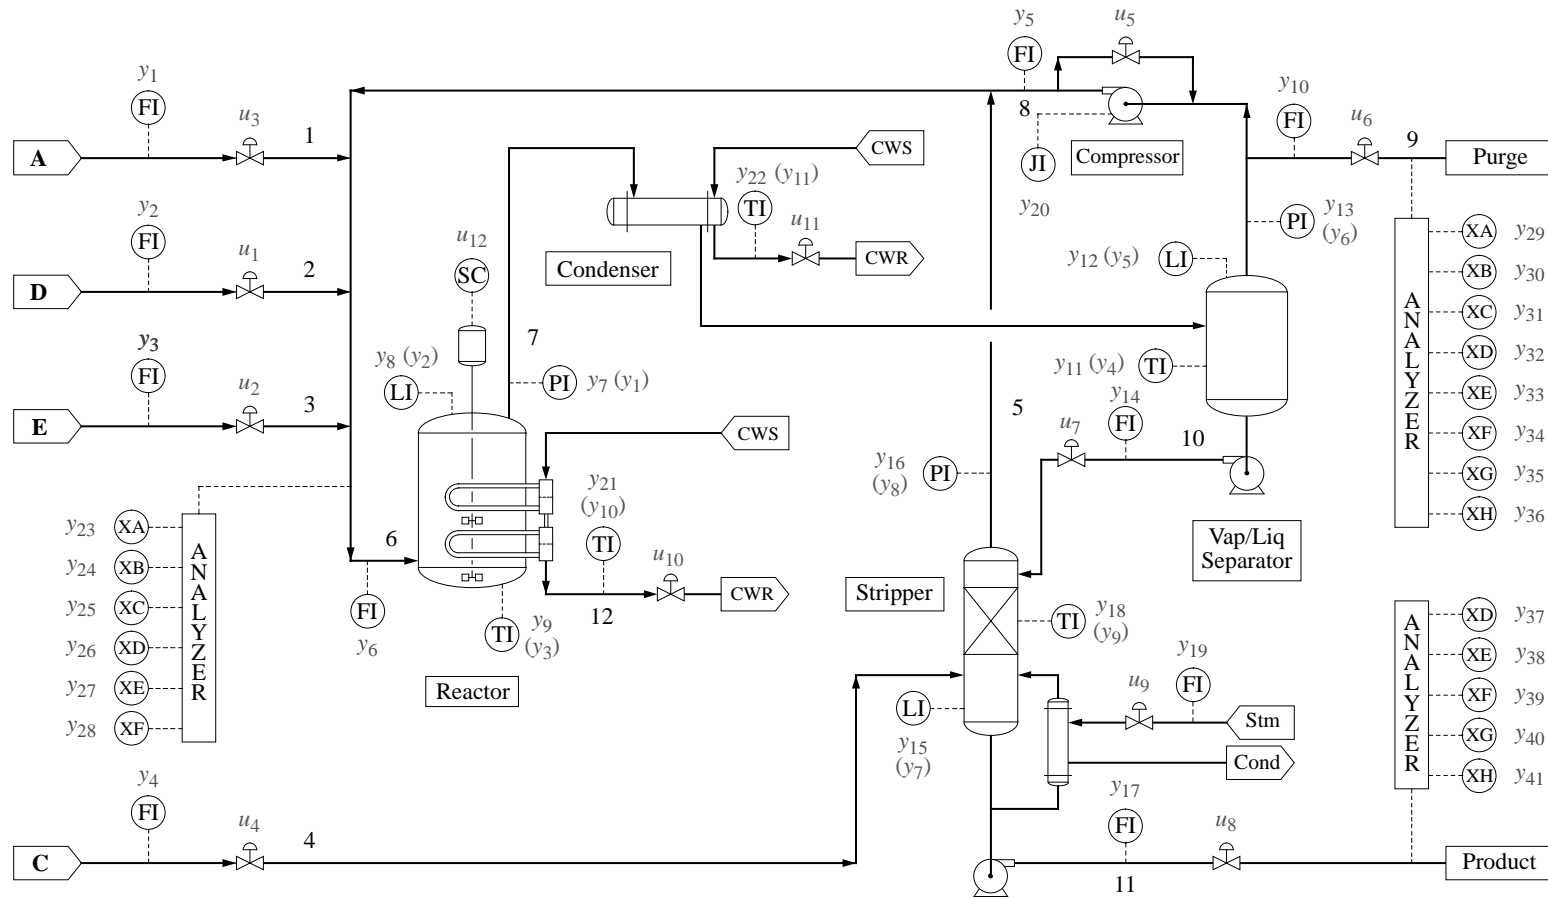 y5
u5
y1
FI
FI
y10
u3
8
FI
u6
1
9
A
CWS
JI
Compressor
Purge
y22 (y11)
y20
y2
TI
y13
FI
u11
PI
(y6)
XA
y29
u12
y12 (y5)
LI
u1
CWR
2
Condenser
SC
XB
y30
D
ANALYZER
XC
y31
y3
7
XD
y32
FI
y8 (y2)
y11 (y4)
TI
LI
PI
y7 (y1)
XE
y33
u2
y14
3
5
FI
E
u7
XF
y34
CWS
10
y16
PI
(y8)
XG
y35
y21
(y10)
XH
y36
y23
XA
6
TI
Vap/Liq
Separator
ANALYZER
y24
XB
u10
y25
XC
FI
12
CWR
Stripper
y18
TI
(y9)
XD
y37
y26
XD
y6
TI
y9
(y3)
y19
ANALYZER
XE
y38
y27
XE
Reactor
u9
FI
XF
y39
y28
XF
LI
Stm
XG
y40
y15
(y7)
Cond
XH
y41
y4
y17
FI
FI
u4
u8
4
C
Product
11